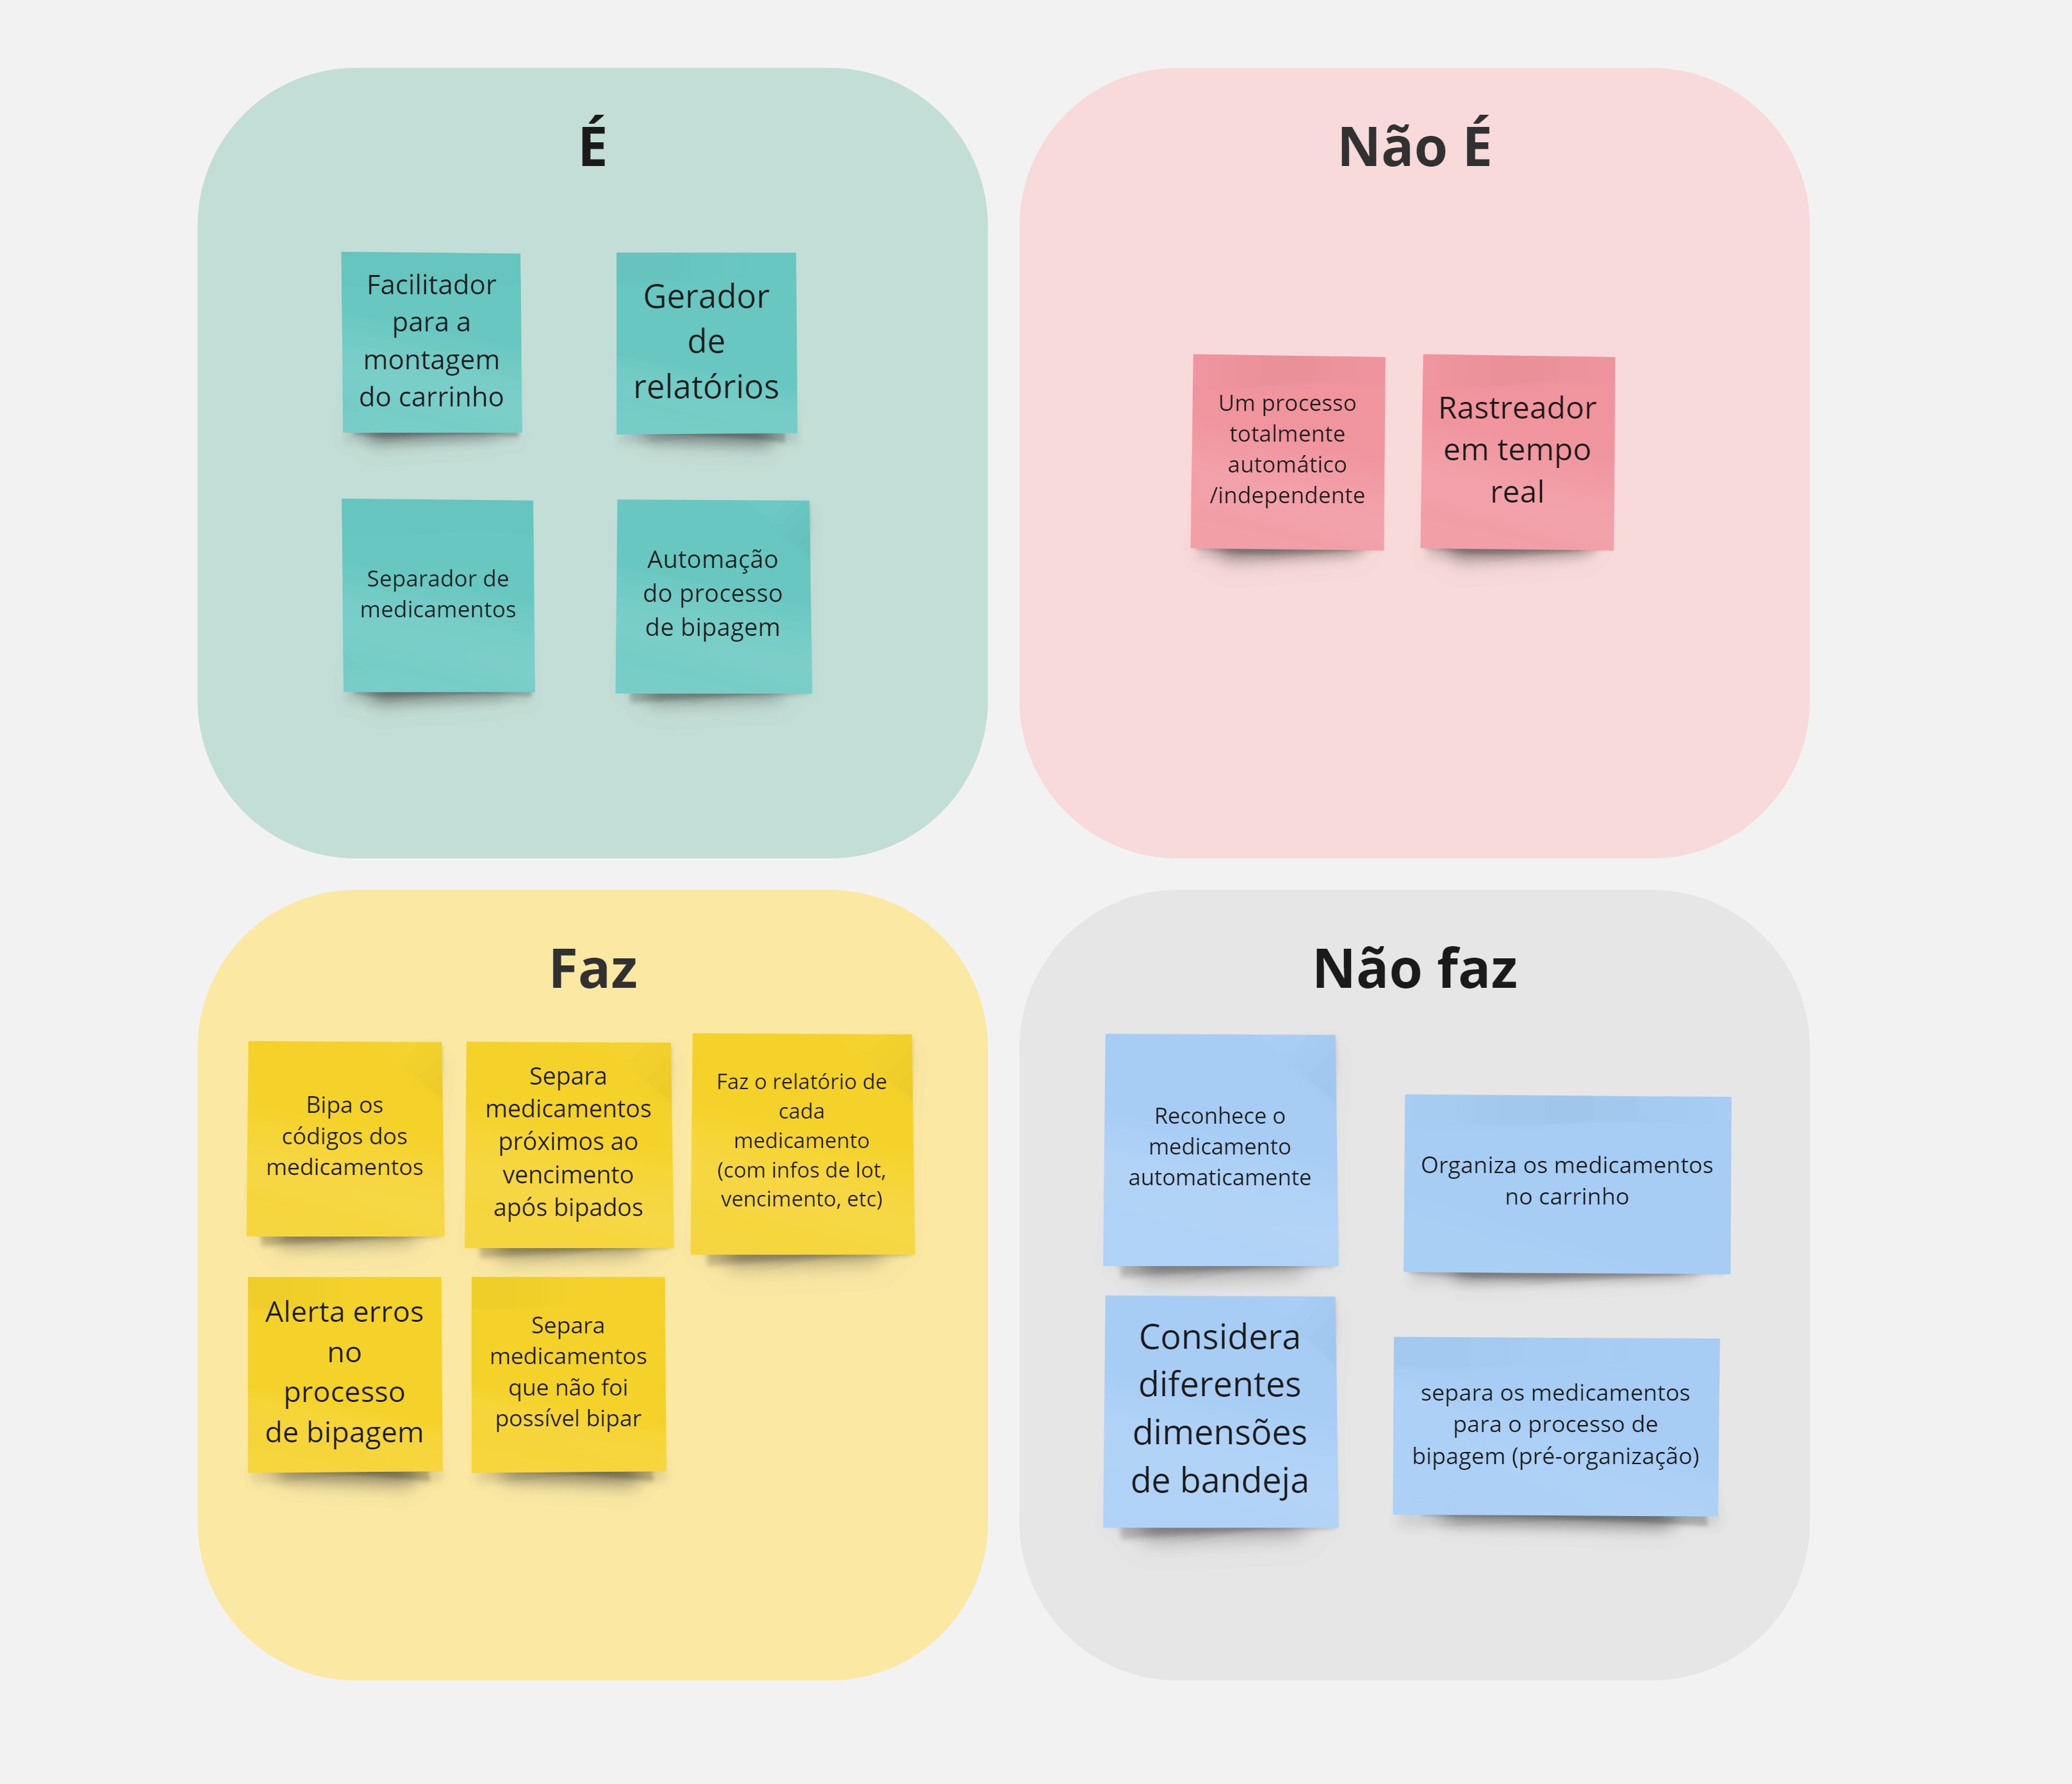 É
Facilitador
para a
montagem
do carrinho
Gerador
de
relatórios
Separador de
medicamentos
Automação
do processo
de bipagem
Não É
Um processo
totalmente
automático
/independente
Rastreador
em tempo
real
Faz
Bipa os
códigos dos
medicamentos
Separa
medicamentos
próximos ao
vencimento
após bipados
Faz o relatório de
cada
medicamento
(com infos de lot,
vencimento, etc)
Alerta erros
no
processo
de bipagem
Separa
medicamentos
que não foi
possível bipar
Não faz
Reconhece o
medicamento
automaticamente
Organiza os medicamentos
no carrinho
Considera
diferentes
dimensões
de bandeja
separa os medicamentos
para o processo de
bipagem (pré-organização)